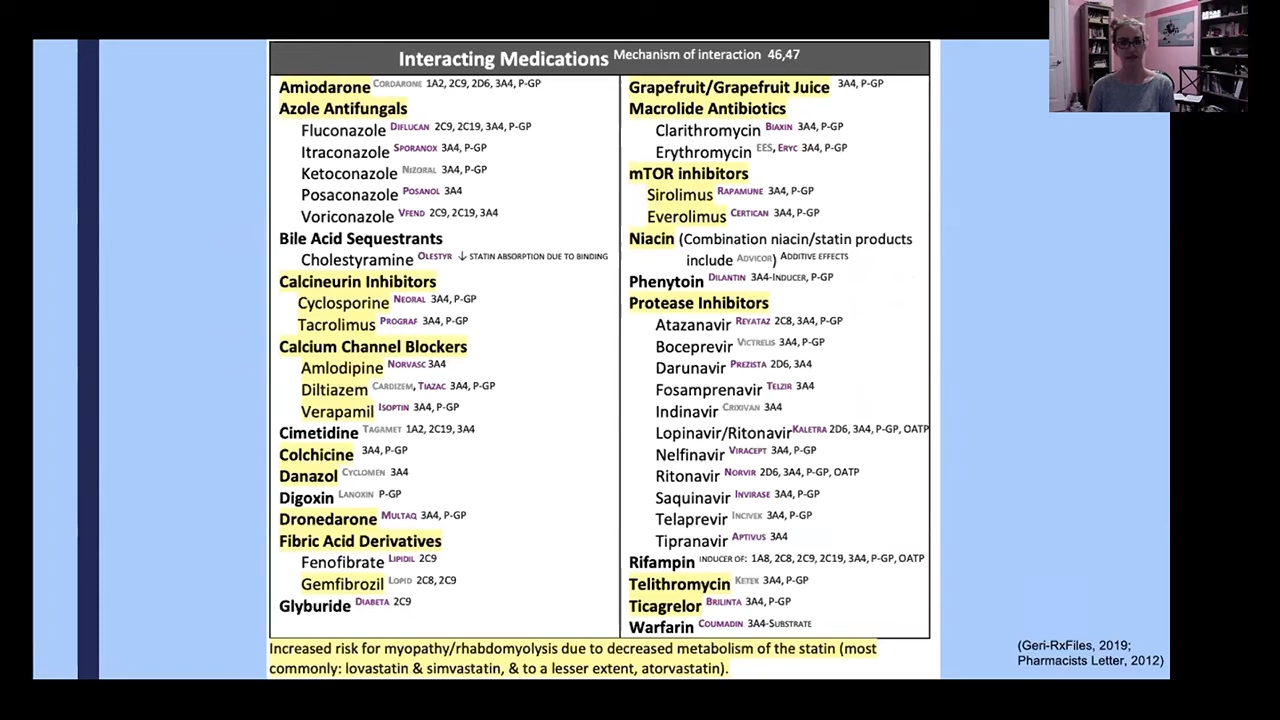 Interacting Medications Mechanism of interaction 46,47
Amiodarone CORDARONE 1A2, 2C9, 2D6, 3A4, P-GP
Azole Antifungals
Fluconazole DIFLUCAN 2C9, 2C19, 3A4, P-GP
Itraconazole SPORANOX 3A4, P-GP
Ketoconazole NIZORAL 3A4, P-GP
Posaconazole POSANOL 3A4
Voriconazole VFEND 2C9, 2C19, 3A4
Bile Acid Sequestrants
Cholestyramine OLESTYR ↓ STATIN ABSORPTION DUE TO BINDING
Calcineurin Inhibitors
Cyclosporine NEORAL 3A4, P-GP
Tacrolimus PROGRAF 3A4, P-GP
Calcium Channel Blockers
Amlodipine NORVASC 3A4
Diltiazem CARDIZEM, TIAZAC 3A4, P-GP
Verapamil ISOPTIN 3A4, P-GP
Cimetidine TAGAMET 1A2, 2C19, 3A4
Colchicine 3A4, P-GP
Danazol CYCLOMEN 3A4
Digoxin LANOXIN P-GP
Dronedarone MULTAQ 3A4, P-GP
Fibric Acid Derivatives
Fenofibrate LIPIDIL 2C9
Gemfibrozil LOPID 2C8, 2C9
Glyburide DIABETA 2C9
Grapefruit/Grapefruit Juice 3A4, P-GP
Macrolide Antibiotics
Clarithromycin BIAXIN 3A4, P-GP
Erythromycin EES, ERYC 3A4, P-GP
mTOR inhibitors
Sirolimus RAPAMUNE 3A4, P-GP
Everolimus CERTICAN 3A4, P-GP
Niacin (Combination niacin/statin products
include ADVICOR) ADDITIVE EFFECTS
Phenytoin DILANTIN 3A4-INDUCER, P-GP
Protease Inhibitors
Atazanavir REYATAZ 2C8, 3A4, P-GP
Boceprevir VICTRELIS 3A4, P-GP
Darunavir PREZISTA 2D6, 3A4
Fosamprenavir TELZIR 3A4
Indinavir CRIXIVAN 3A4
Lopinavir/Ritonavir KALETRA 2D6, 3A4, P-GP, OATP
Nelfinavir VIRACEPT 3A4, P-GP
Ritonavir NORVIR 2D6, 3A4, P-GP, OATP
Saquinavir INVIRASE 3A4, P-GP
Telaprevir INCIVEK 3A4, P-GP
Tipranavir APTIVUS 3A4
Rifampin INDUCER OF: 1A8, 2C8, 2C9, 2C19, 3A4, P-GP, OATP
Telithromycin KETEK 3A4, P-GP
Ticagrelor BRILINTA 3A4, P-GP
Warfarin COUMADIN 3A4-SUBSTRATE
Increased risk for myopathy/rhabdomyolysis due to decreased metabolism of the statin (most
commonly: lovastatin & simvastatin, & to a lesser extent, atorvastatin).
(Geri-RxFiles, 2019;
Pharmacists Letter, 2012)